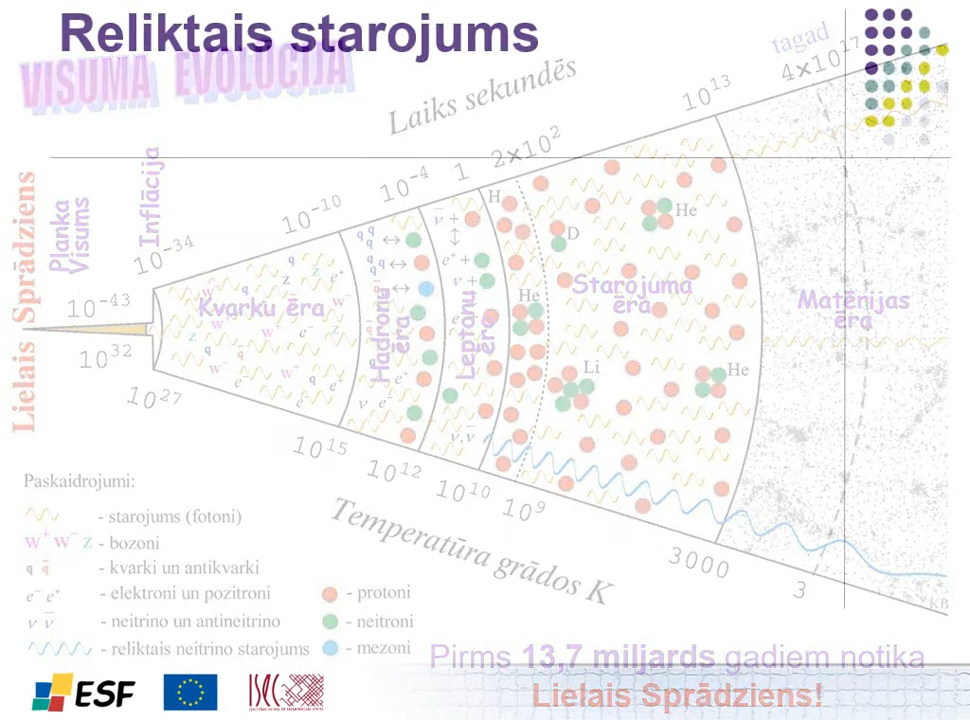 Reliktais starojums
VISUMA EVOLŪCIJA
Laiks sekundēs
tagad
10⁻⁴³
10⁻³⁴
10⁻¹⁰
10⁻⁴
1
2×10²
10¹³
4×10¹⁷
Lielais Sprādziens
Planka
Visums
Inflācija
Kvarku ēra
Hadronu
ēra
Leptonu
ēra
Starojuma
ēra
Matērijas
ēra
H
D
He
He
Li
He
10³²
10²⁷
10¹⁵
10¹²
10¹⁰
10⁹
3000
3
Temperatūra grādos K
KB
Paskaidrojumi:
- starojums (fotoni)
W⁺ W⁻ Z - bozoni
q q̄ - kvarki un antikvarki
e⁻ e⁺ - elektroni un pozitroni
ν ν̄ - neitrino un antineitrino
- reliktais neitrino starojums
- protoni
- neitroni
- mezoni
Pirms 13,7 miljards gadiem notika
Lielais Sprādziens!
ESF